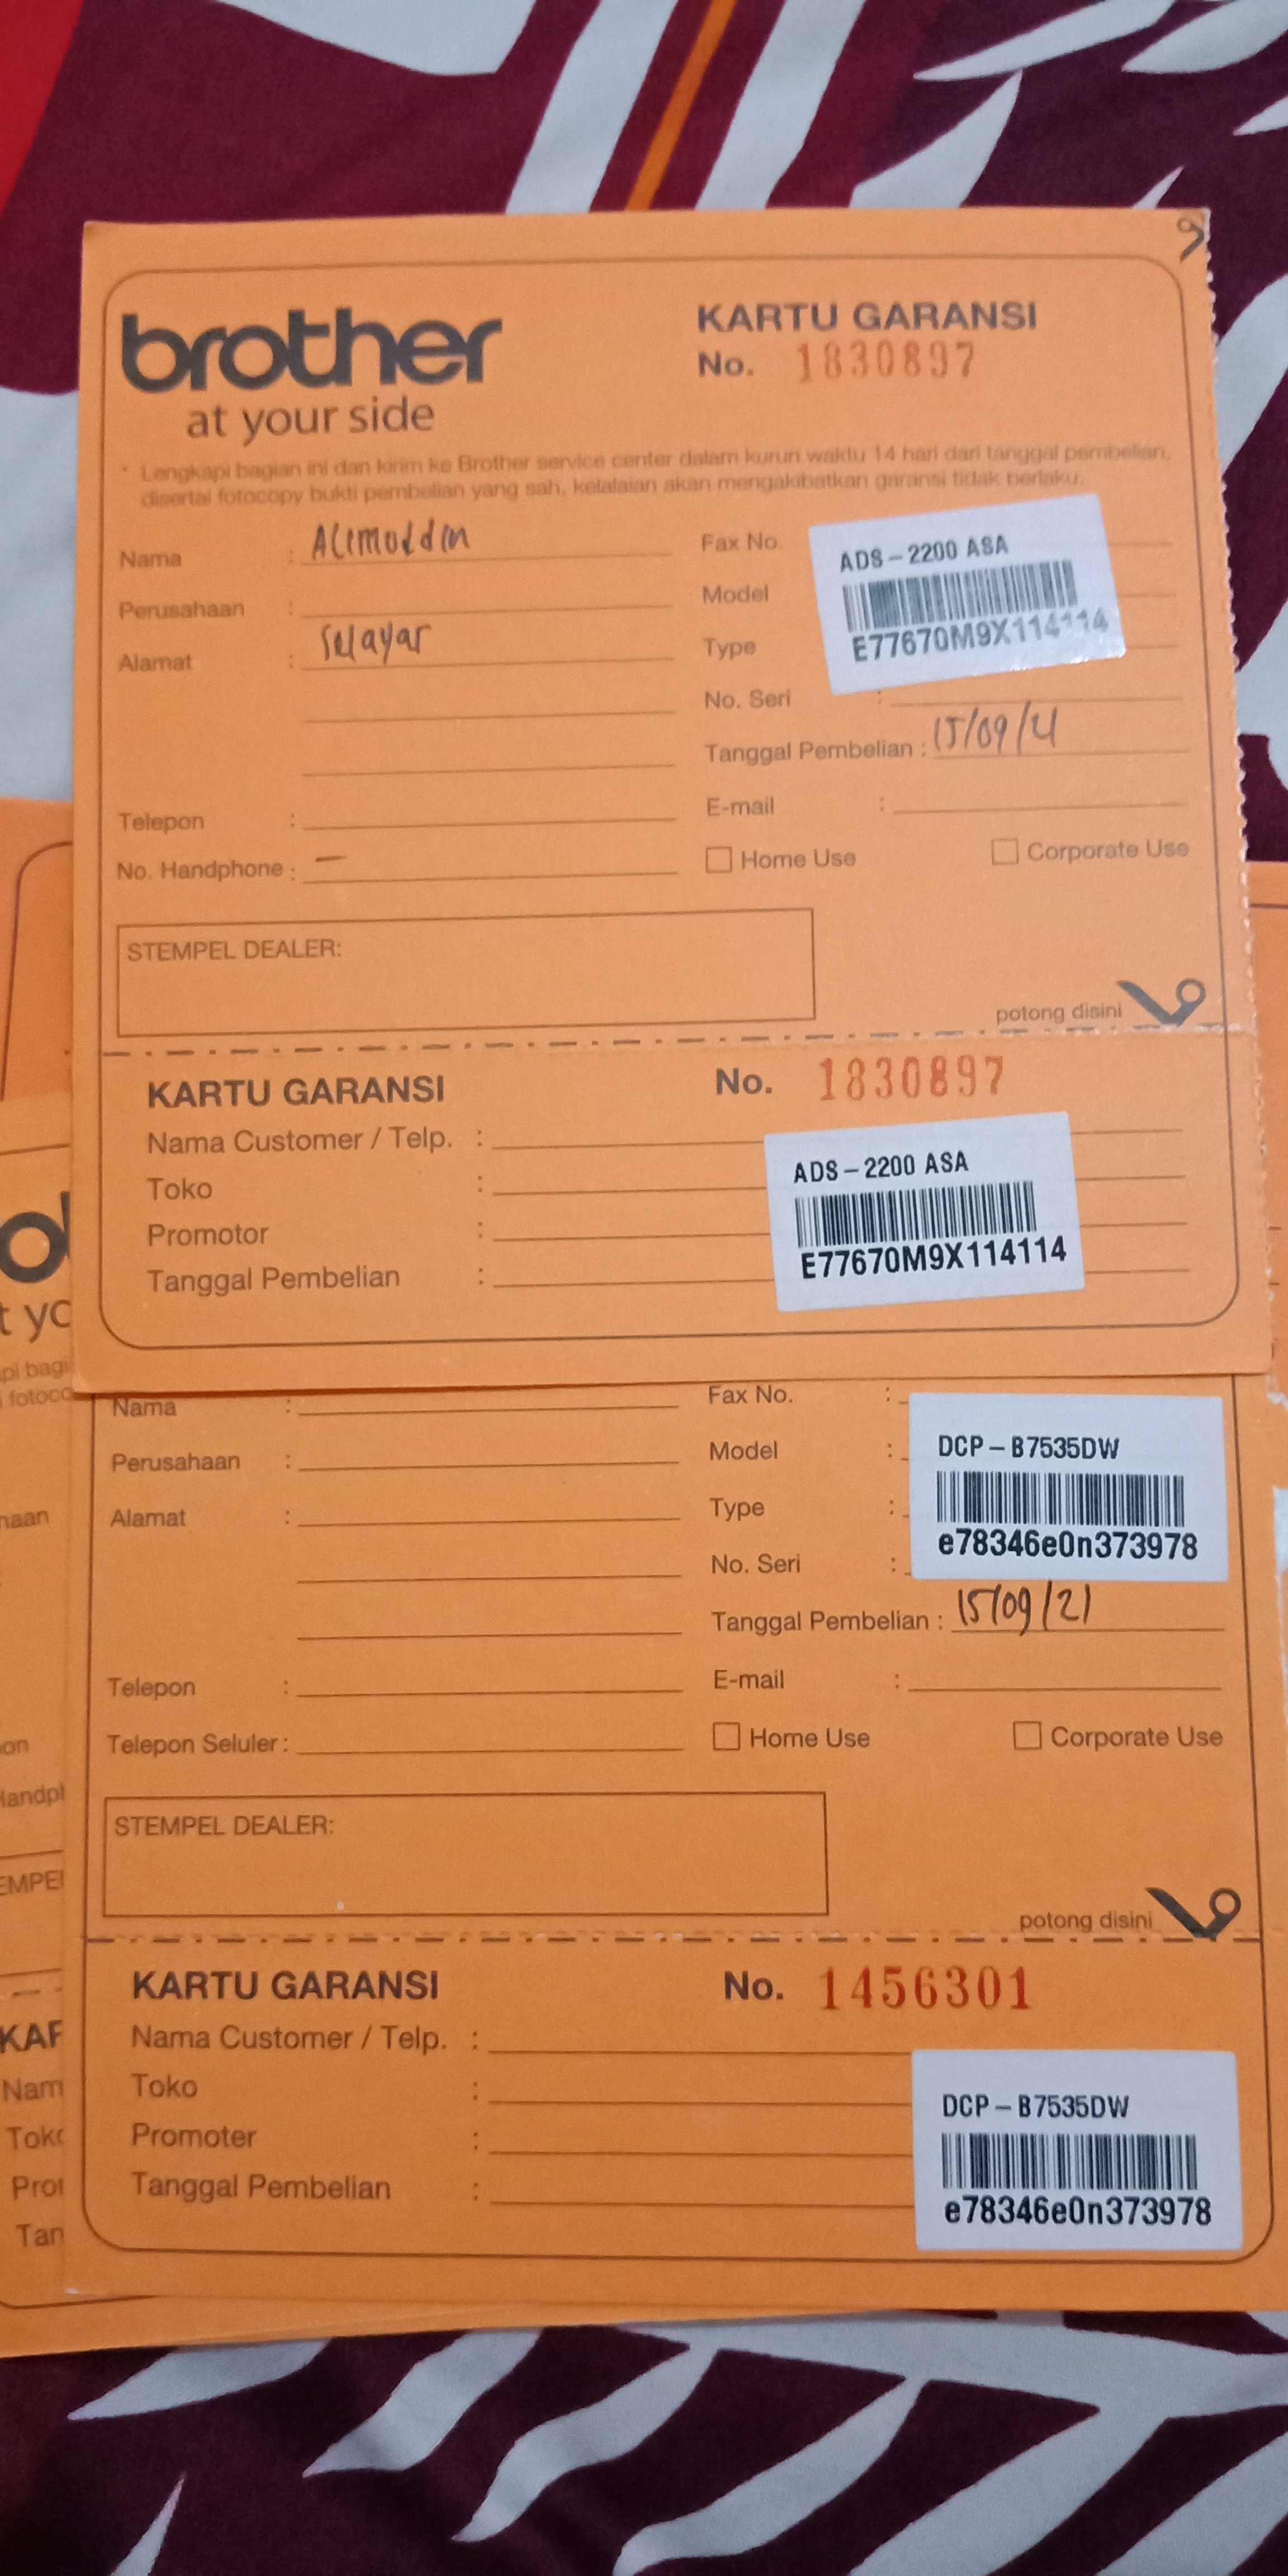 brother
at your side
KARTU GARANSI
No. 1830897
* Lengkapi bagian ini dan kirim ke Brother service center dalam kurun waktu 14 hari dari tanggal pembelian,
disertai fotocopy bukti pembelian yang sah, kelalaian akan mengakibatkan garansi tidak berlaku.
Nama : Alimuddin
Perusahaan :
Alamat : Selayar
Telepon :
No. Handphone : –
Fax No.
Model
Type
ADS – 2200 ASA
E77670M9X114114
No. Seri :
Tanggal Pembelian : 15/09/21
E-mail :
Home Use Corporate Use
STEMPEL DEALER:
potong disini
KARTU GARANSI No. 1830897
Nama Customer / Telp. :
Toko :
Promotor :
Tanggal Pembelian :
ADS – 2200 ASA
E77670M9X114114
Nama :
Perusahaan :
Alamat :
Telepon :
Telepon Seluler :
Fax No. :
Model :
Type :
No. Seri :
DCP – B7535DW
e78346e0n373978
Tanggal Pembelian : 15/09/21
E-mail :
Home Use Corporate Use
STEMPEL DEALER:
potong disini
KARTU GARANSI No. 1456301
Nama Customer / Telp. :
Toko :
Promoter :
Tanggal Pembelian :
DCP – B7535DW
e78346e0n373978